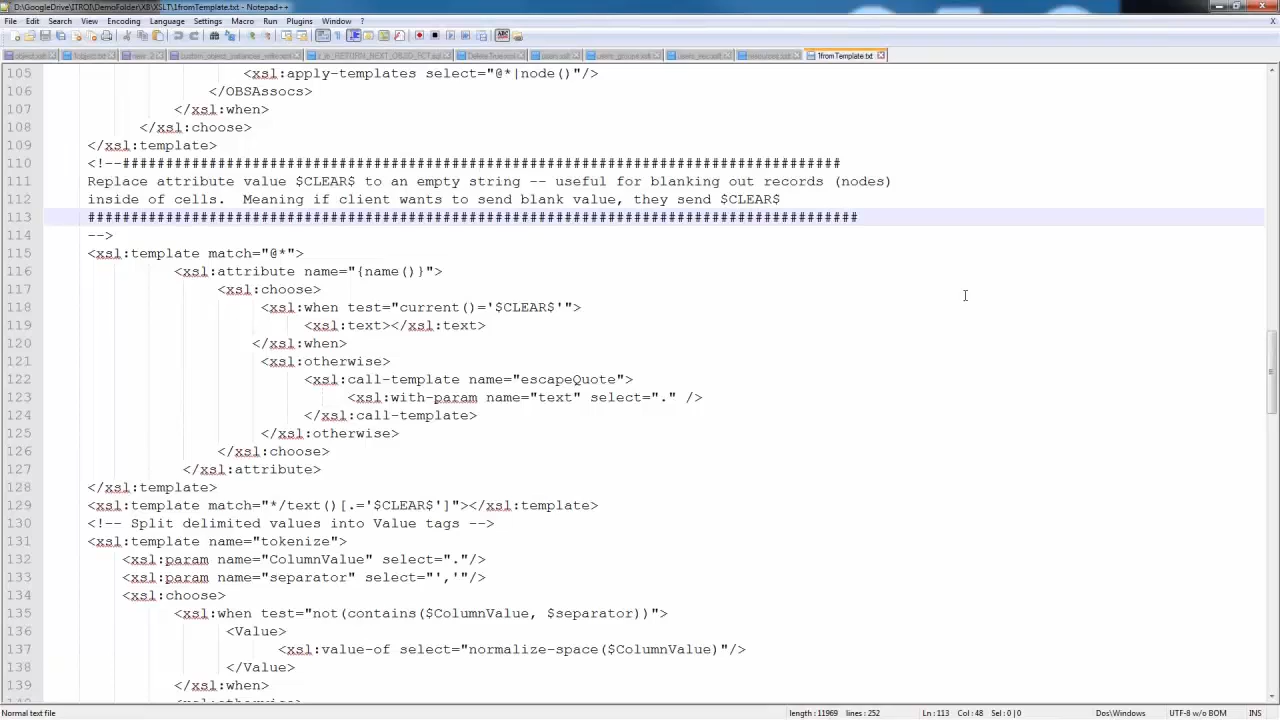 D:\GoogleDrive\ITROI\DemoFolder\XB\XSLT\1fromTemplate.txt - Notepad++
File Edit Search View Encoding Language Settings Macro Run Plugins Window ? X
1fromTemplate.txt
105 <xsl:apply-templates select="@*|node()"/>
106 </OBSAssocs>
107 </xsl:when>
108 </xsl:choose>
109 </xsl:template>
110 <!--###################################################################################
111 Replace attribute value $CLEAR$ to an empty string -- useful for blanking out records (nodes)
112 inside of cells.  Meaning if client wants to send blank value, they send $CLEAR$
113 #########################################################################################
114 -->
115 <xsl:template match="@*">
116 <xsl:attribute name="{name()}">
117 <xsl:choose>
118 <xsl:when test="current()='$CLEAR$'">
119 <xsl:text></xsl:text>
120 </xsl:when>
121 <xsl:otherwise>
122 <xsl:call-template name="escapeQuote">
123 <xsl:with-param name="text" select="." />
124 </xsl:call-template>
125 </xsl:otherwise>
126 </xsl:choose>
127 </xsl:attribute>
128 </xsl:template>
129 <xsl:template match="*/text()[.='$CLEAR$']"></xsl:template>
130 <!-- Split delimited values into Value tags -->
131 <xsl:template name="tokenize">
132 <xsl:param name="ColumnValue" select="."/>
133 <xsl:param name="separator" select="','"/>
134 <xsl:choose>
135 <xsl:when test="not(contains($ColumnValue, $separator))">
136 <Value>
137 <xsl:value-of select="normalize-space($ColumnValue)"/>
138 </Value>
139 </xsl:when>
Normal text file length : 11969 lines : 252 Ln : 113 Col : 48 Sel : 0 | 0 Dos\Windows UTF-8 w/o BOM INS